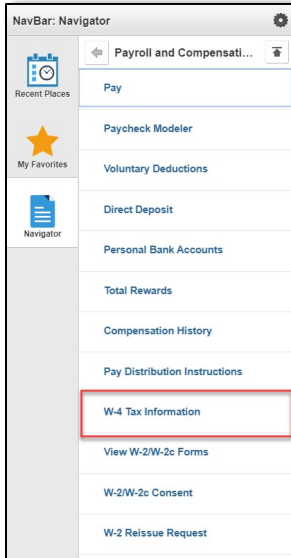 NavBar: Navigator
Payroll and Compensati...
Recent Places
My Favorites
Navigator
Pay
Paycheck Modeler
Voluntary Deductions
Direct Deposit
Personal Bank Accounts
Total Rewards
Compensation History
Pay Distribution Instructions
W-4 Tax Information
View W-2/W-2c Forms
W-2/W-2c Consent
W-2 Reissue Request